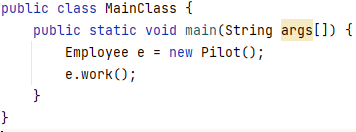 public class MainClass {
    public static void main(String args[]) {
        Employee e = new Pilot();
        e.work();
    }
}